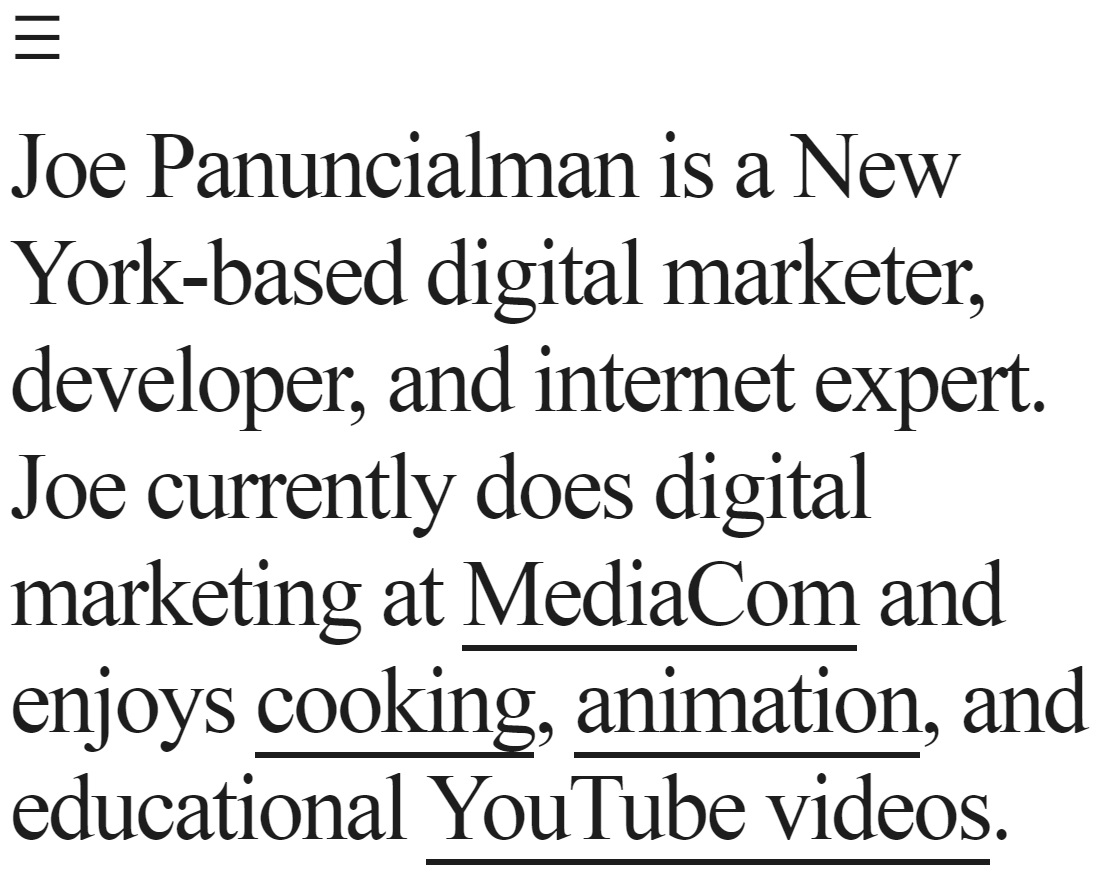 Joe Panuncialman is a New
York-based digital marketer,
developer, and internet expert.
Joe currently does digital
marketing at MediaCom and
enjoys cooking, animation, and
educational YouTube videos.